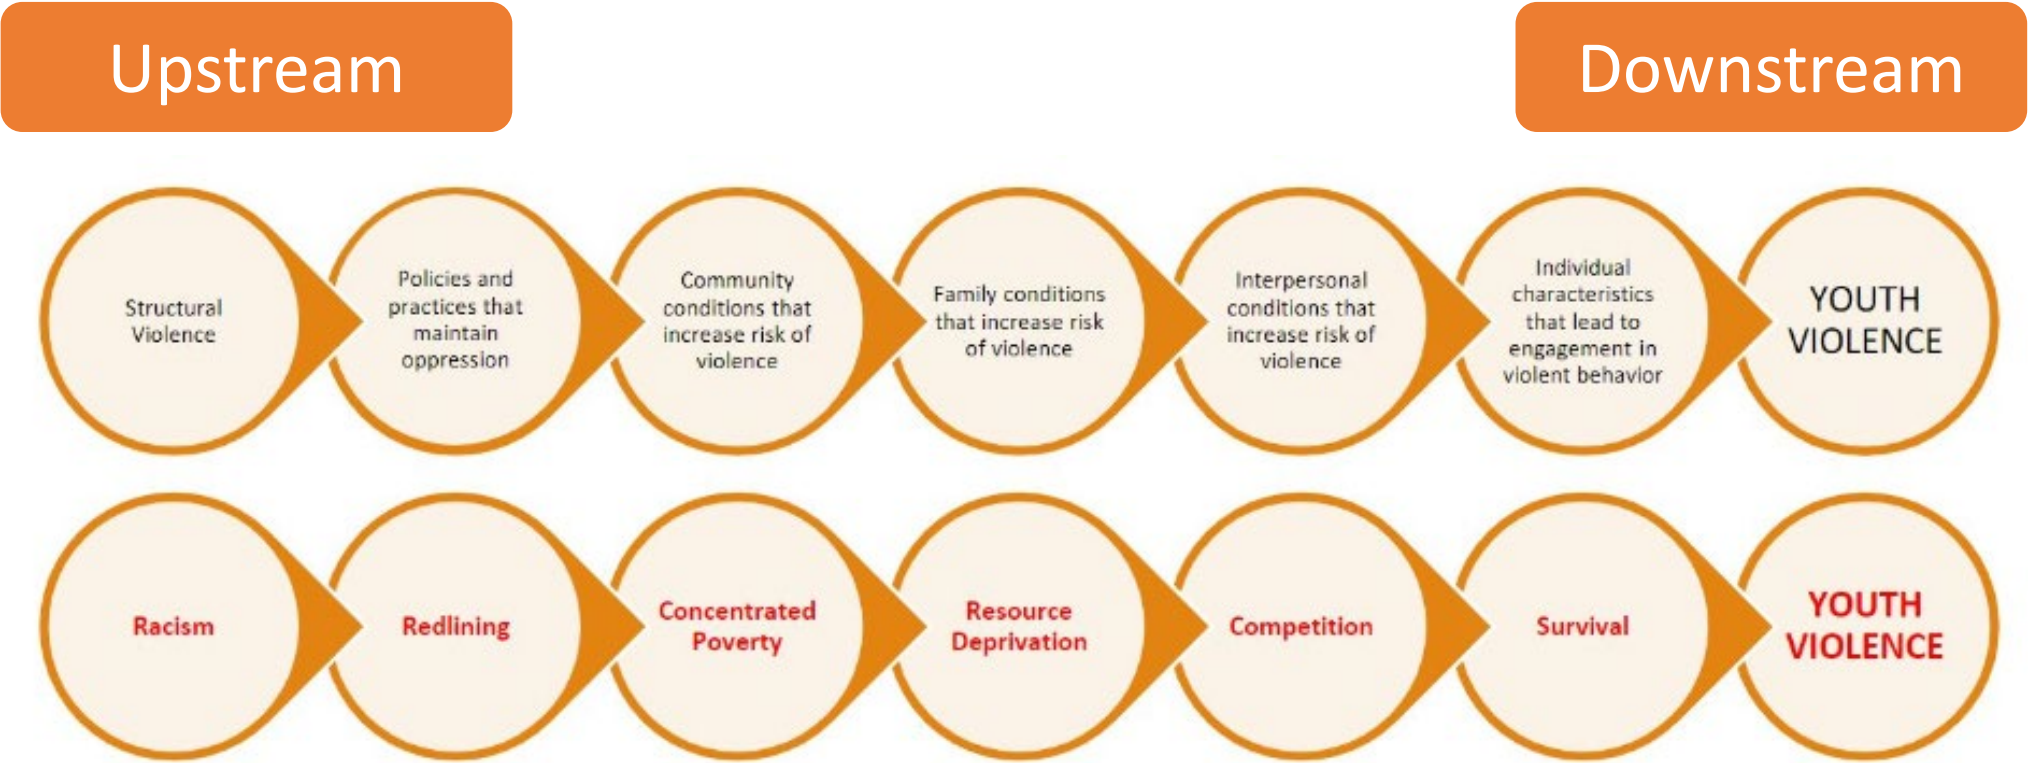 Upstream
Downstream
Structural
Violence
Policies and
practices that
maintain
oppression
Community
conditions that
increase risk of
violence
Family conditions
that increase risk
of violence
Interpersonal
conditions that
increase risk of
violence
Individual
characteristics
that lead to
engagement in
violent behavior
YOUTH
VIOLENCE
Racism
Redlining
Concentrated
Poverty
Resource
Deprivation
Competition
Survival
YOUTH
VIOLENCE